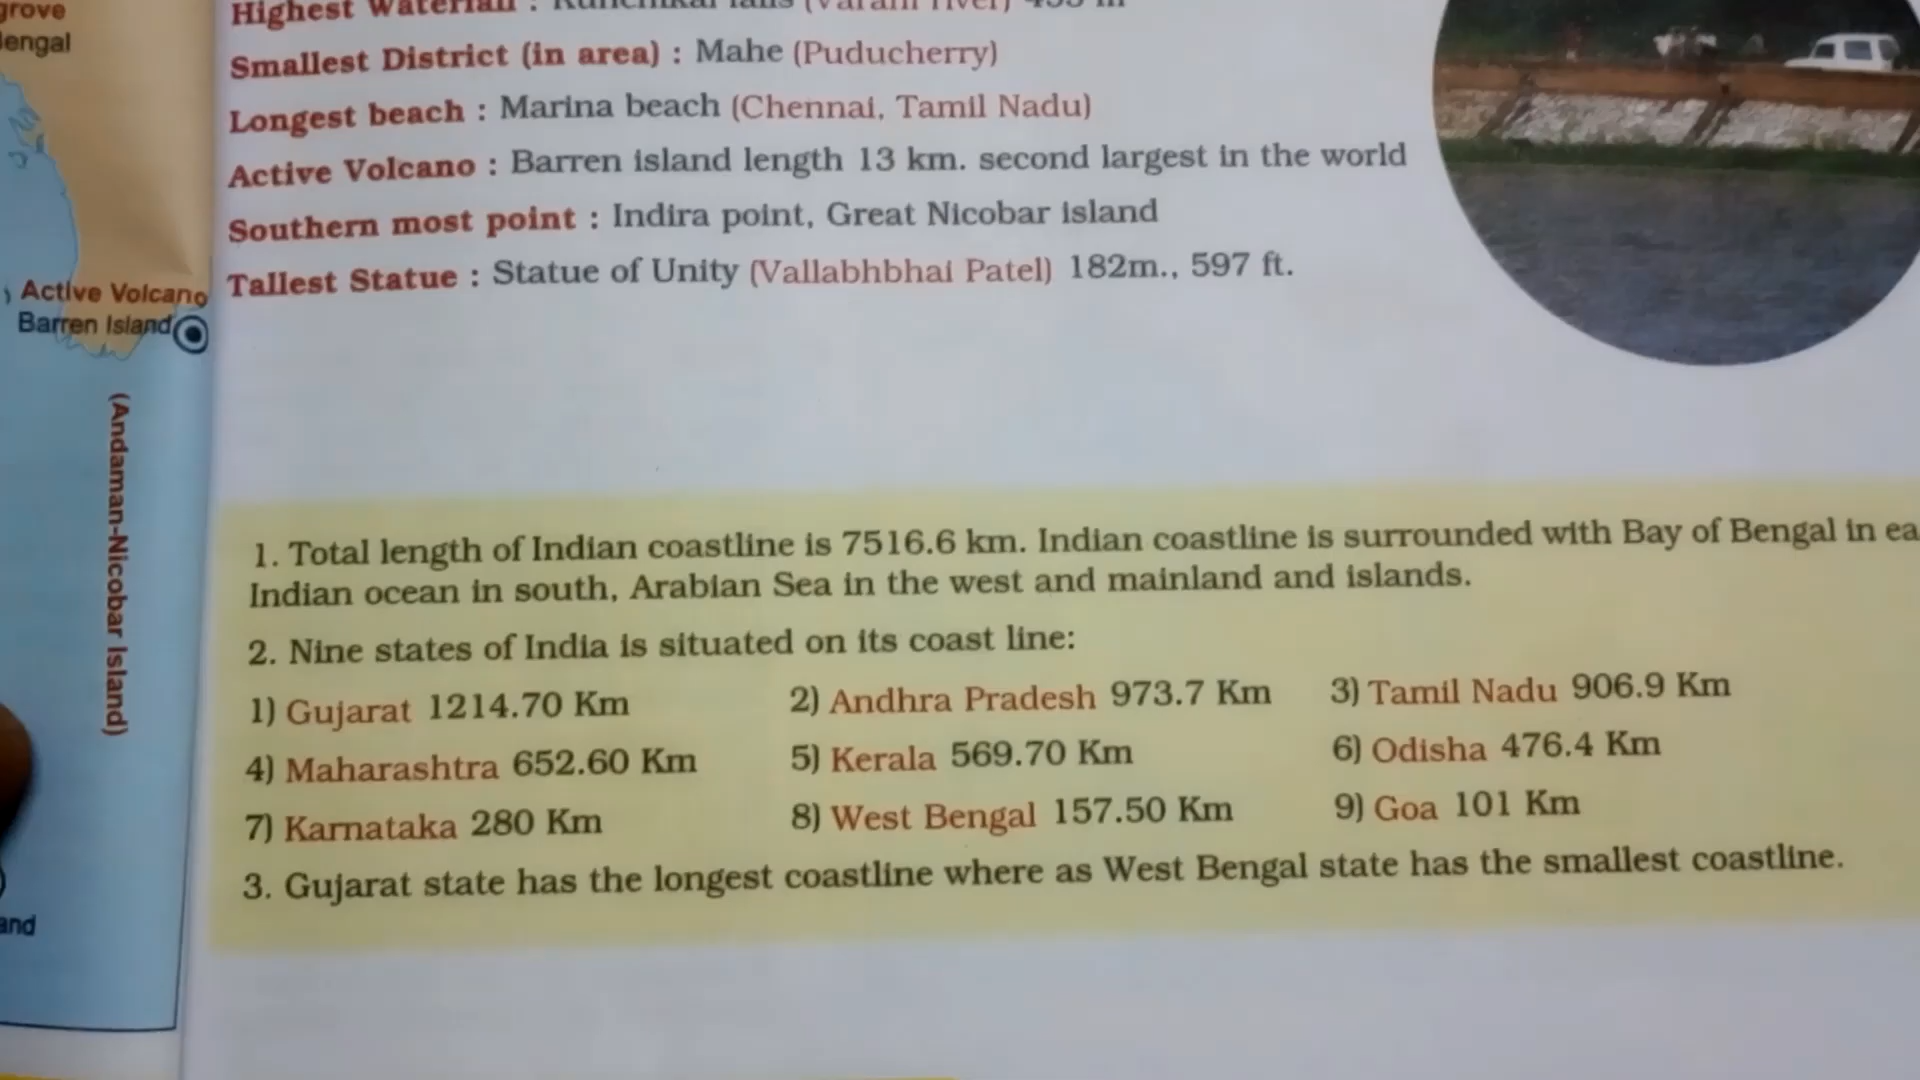 grove
Bengal
Active Volcano
Barren Island
(Andaman-Nicobar Island)
and
Highest Waterfall :
Smallest District (in area) : Mahe (Puducherry)
Longest beach : Marina beach (Chennai, Tamil Nadu)
Active Volcano : Barren island length 13 km. second largest in the world
Southern most point : Indira point, Great Nicobar island
Tallest Statue : Statue of Unity (Vallabhbhai Patel) 182m., 597 ft.
1. Total length of Indian coastline is 7516.6 km. Indian coastline is surrounded with Bay of Bengal in ea
Indian ocean in south, Arabian Sea in the west and mainland and islands.
2. Nine states of India is situated on its coast line:
1) Gujarat 1214.70 Km 2) Andhra Pradesh 973.7 Km 3) Tamil Nadu 906.9 Km
4) Maharashtra 652.60 Km 5) Kerala 569.70 Km 6) Odisha 476.4 Km
7) Karnataka 280 Km 8) West Bengal 157.50 Km 9) Goa 101 Km
3. Gujarat state has the longest coastline where as West Bengal state has the smallest coastline.